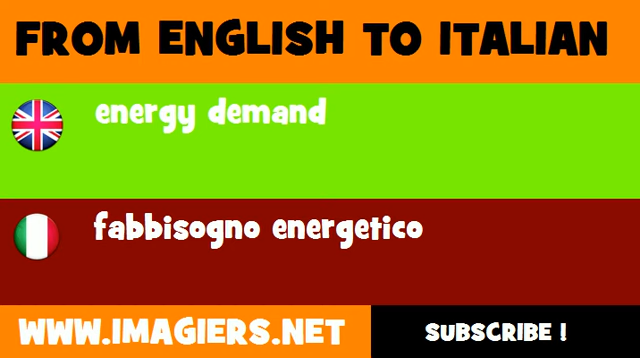 FROM ENGLISH TO ITALIAN
energy demand
fabbisogno energetico
WWW.IMAGIERS.NET
SUBSCRIBE !